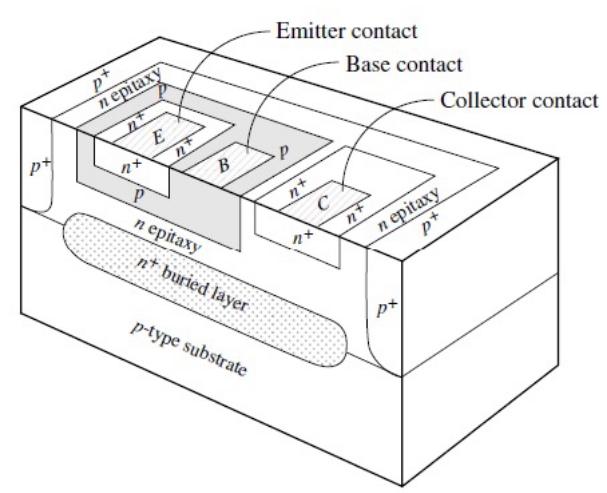 Emitter contact
Base contact
Collector contact
p+
n epitaxy
p
n+
E
n+
B
p
n+
C
n+
n epitaxy
p+
p+
n+
p
n+
n epitaxy
n+ buried layer
p+
p-type substrate